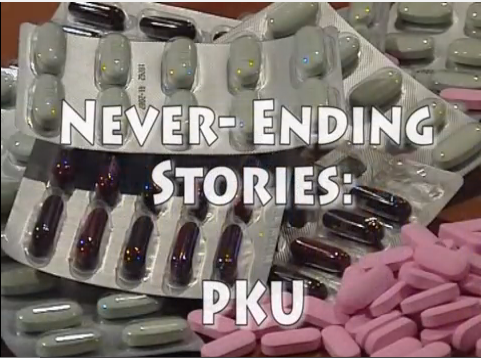 NEVER- ENDING
STORIES:
PKU